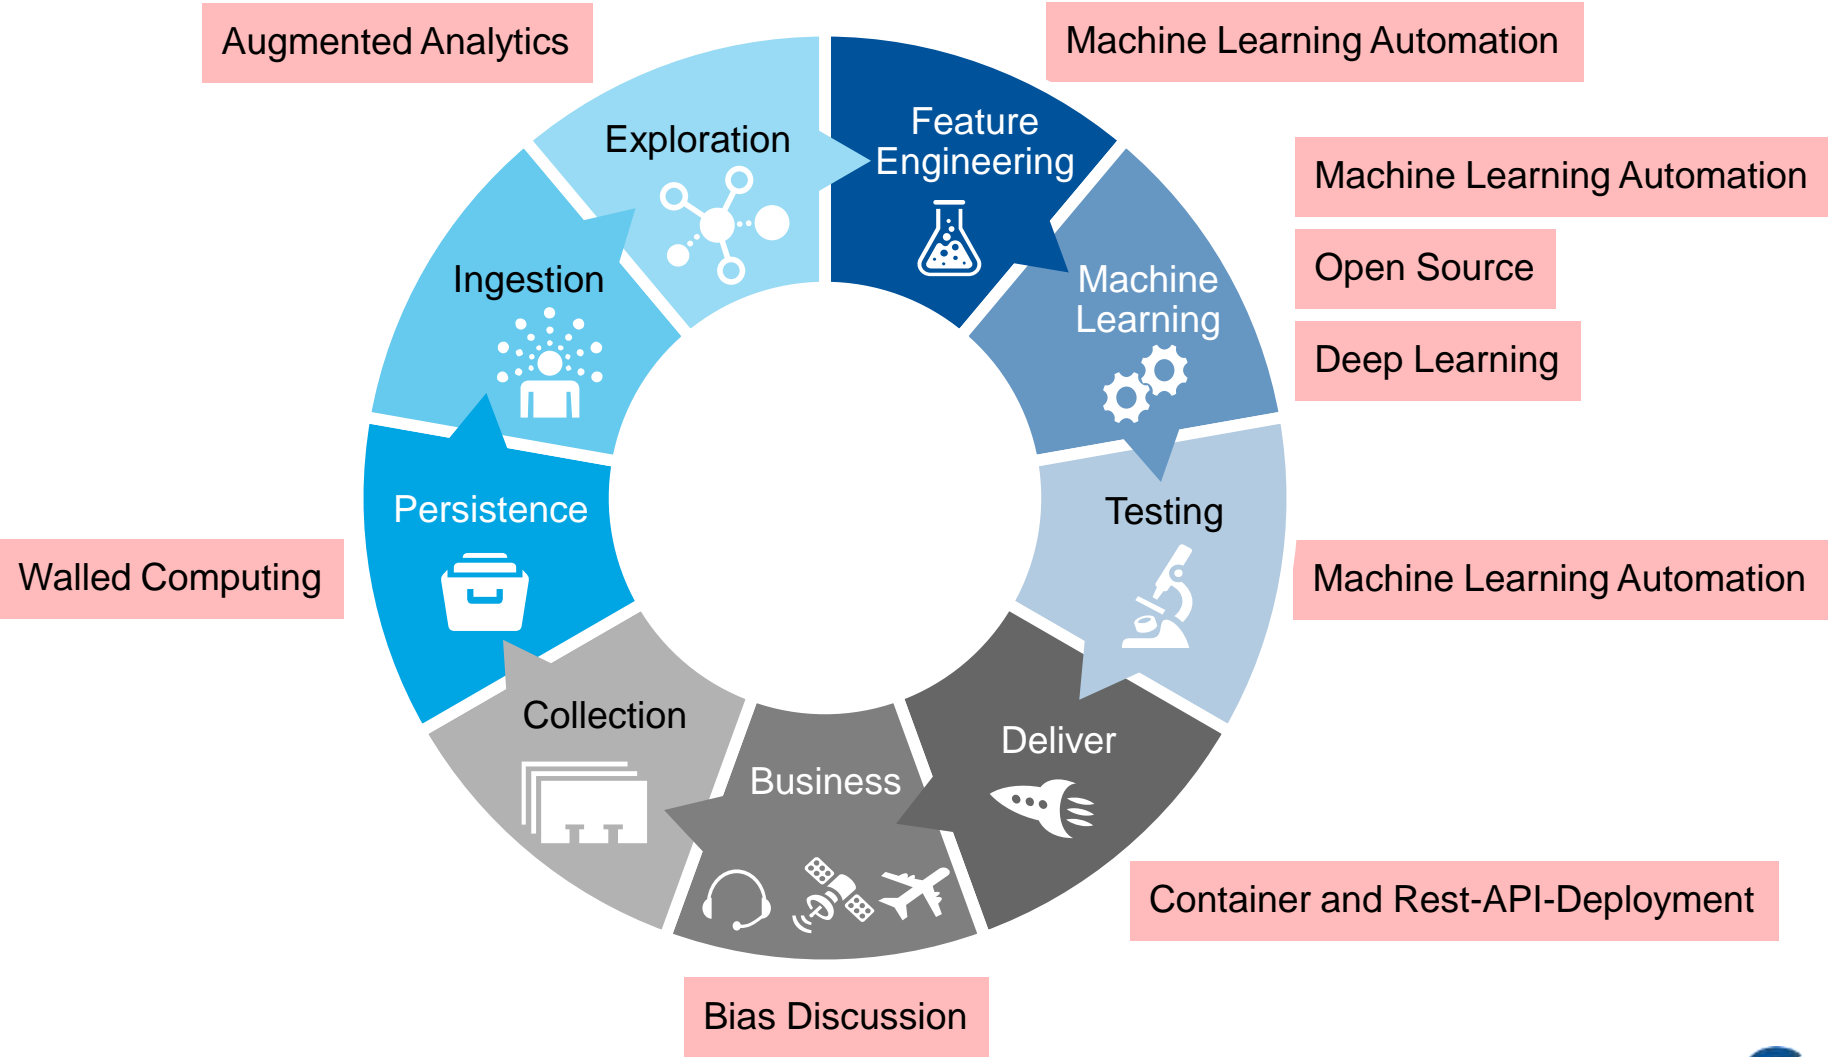 Augmented Analytics
Machine Learning Automation
Exploration
Feature
Engineering
Machine Learning Automation
Ingestion
Machine
Learning
Open Source
Deep Learning
Persistence
Testing
Walled Computing
Machine Learning Automation
Collection
Deliver
Business
Container and Rest-API-Deployment
Bias Discussion